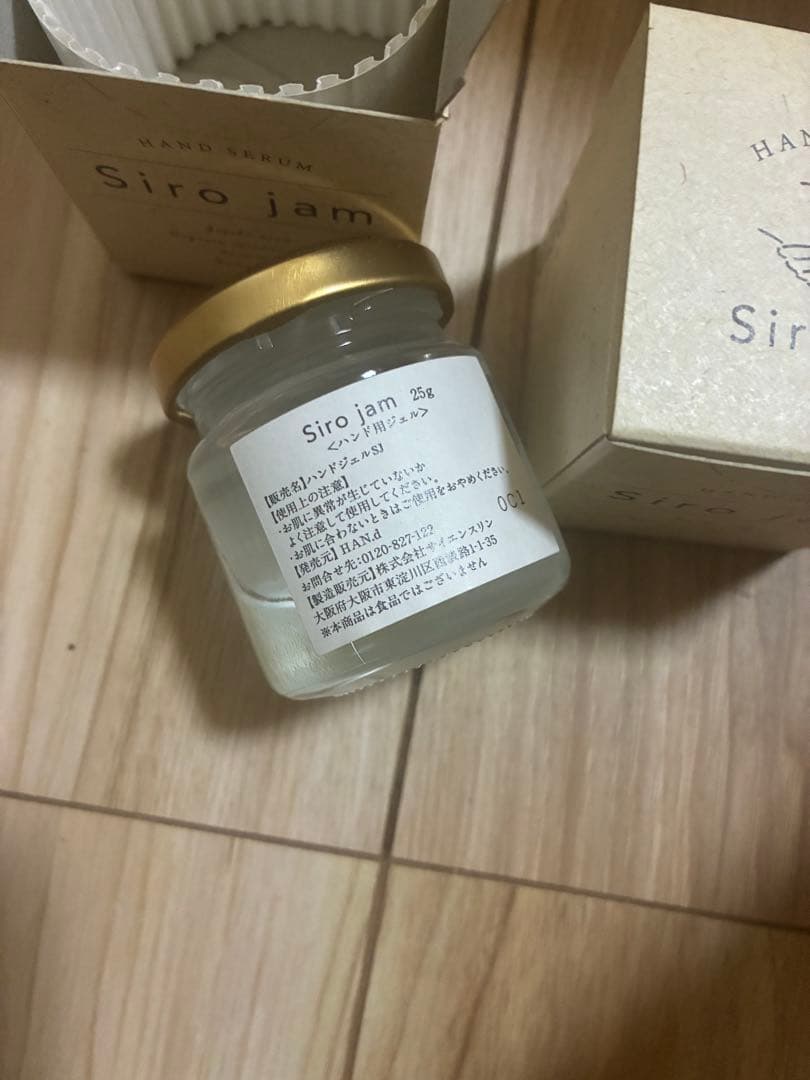 HAND SERUM
Siro jam
HAN
Sir
Siro j
Siro jam 25g
<ハンド用ジェル>
【販売名】ハンドジェルSJ
【使用上の注意】
・お肌に異常が生じていないか
よく注意して使用してください。
・お肌に合わないときはご使用をおやめください。
【発売元】HAN.d
お問合せ先:0120-827-122
【製造販売元】株式会社サイエンスリン
大阪府大阪市東淀川区西淡路1-1-35
※本商品は食品ではございません
0C1